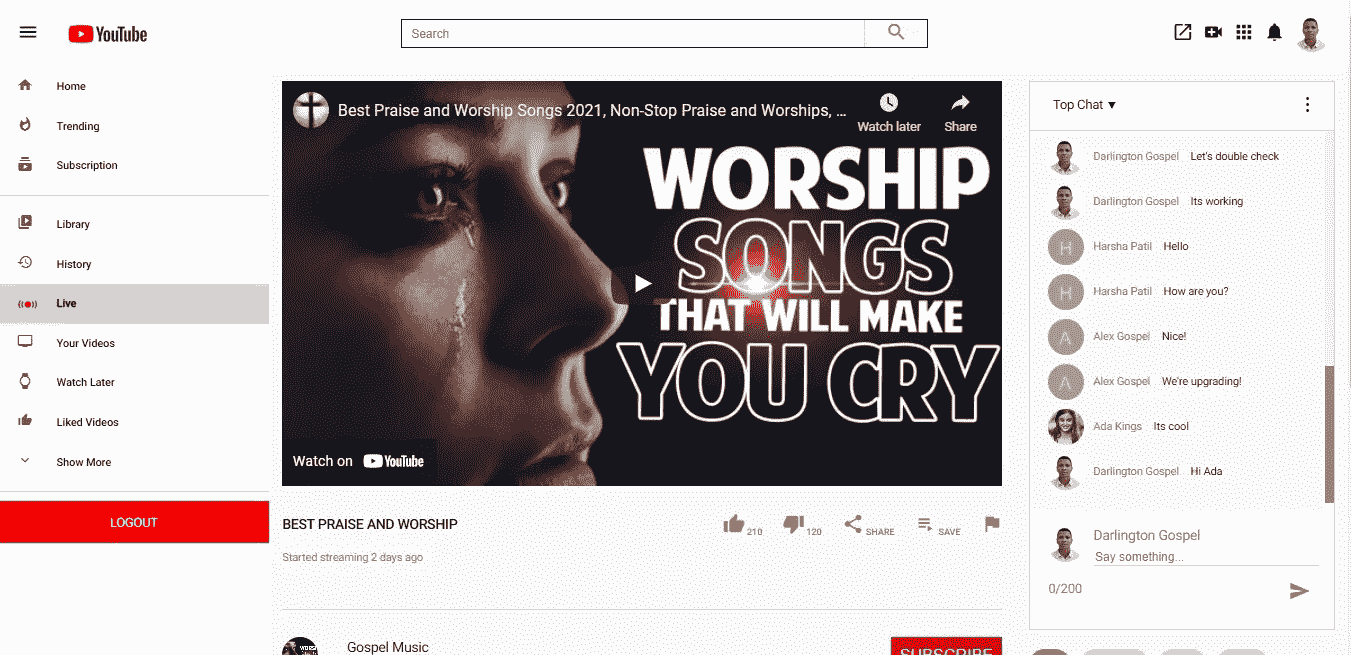 YouTube
Search
Home
Trending
Subscription
Library
History
Live
Your Videos
Watch Later
Liked Videos
Show More
LOGOUT
Best Praise and Worship Songs 2021, Non-Stop Praise and Worships, ...
Watch later
Share
WORSHIP
SONGS
THAT WILL MAKE
YOU CRY
Watch on YouTube
BEST PRAISE AND WORSHIP
210
120
SHARE
SAVE
Started streaming 2 days ago
Gospel Music
SUBSCRIBE
Top Chat
Darlington Gospel Let's double check
Darlington Gospel Its working
H
Harsha Patil Hello
H
Harsha Patil How are you?
A
Alex Gospel Nice!
A
Alex Gospel We're upgrading!
Ada Kings Its cool
Darlington Gospel Hi Ada
Darlington Gospel
Say something...
0/200